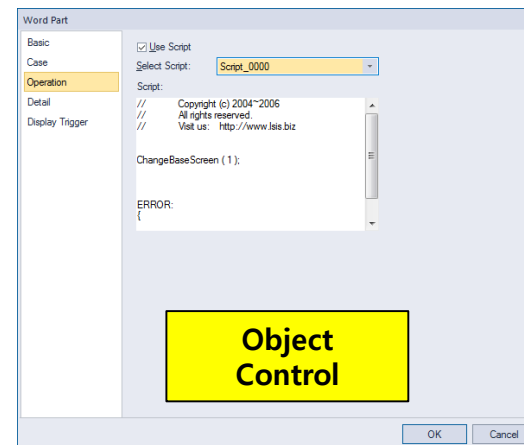 Word Part
Basic
Case
Operation
Detail
Display Trigger
Use Script
Select Script: Script_0000
Script:
// Copyright (c) 2004~2006
// All rights reserved.
// Visit us: http://www.lsis.biz
ChangeBaseScreen ( 1 );
ERROR:
{
Object
Control
OK Cancel